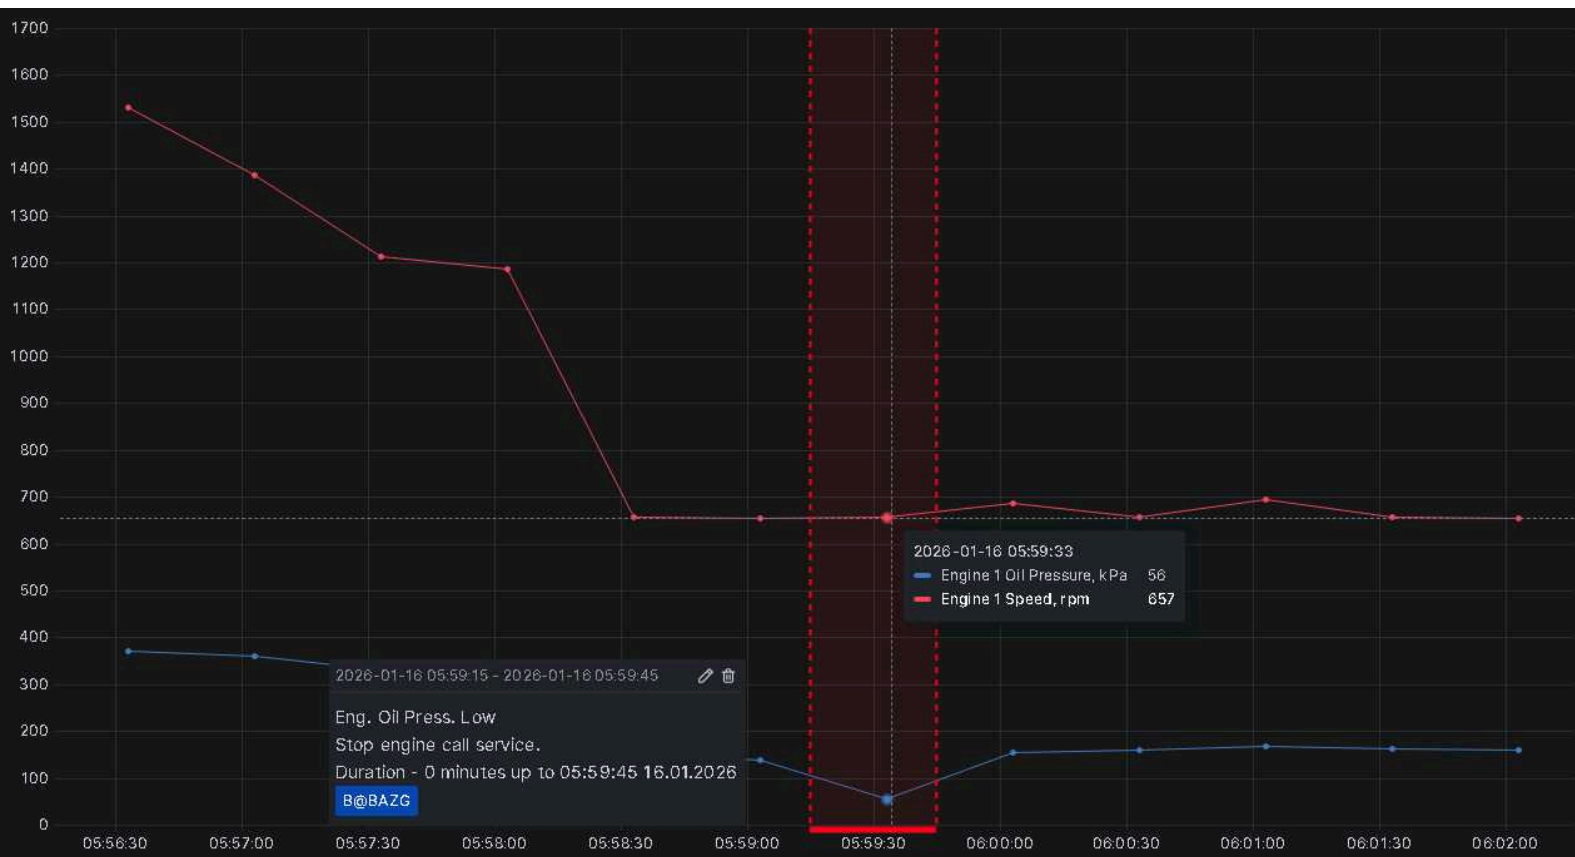 1700
1600
1500
1400
1300
1200
1100
1000
900
800
700
600
500
400
300
200
100
0
2026-01-16 05:59:33
Engine 1 Oil Pressure, kPa 56
Engine 1 Speed, rpm 657
2026-01-16 05:59:15 - 2026-01-16 05:59:45
Eng. Oil Press. Low
Stop engine call service.
Duration - 0 minutes up to 05:59:45 16.01.2026
B@BAZG
05:56:30 05:57:00 05:57:30 05:58:00 05:58:30 05:59:00 05:59:30 06:00:00 06:00:30 06:01:00 06:01:30 06:02:00